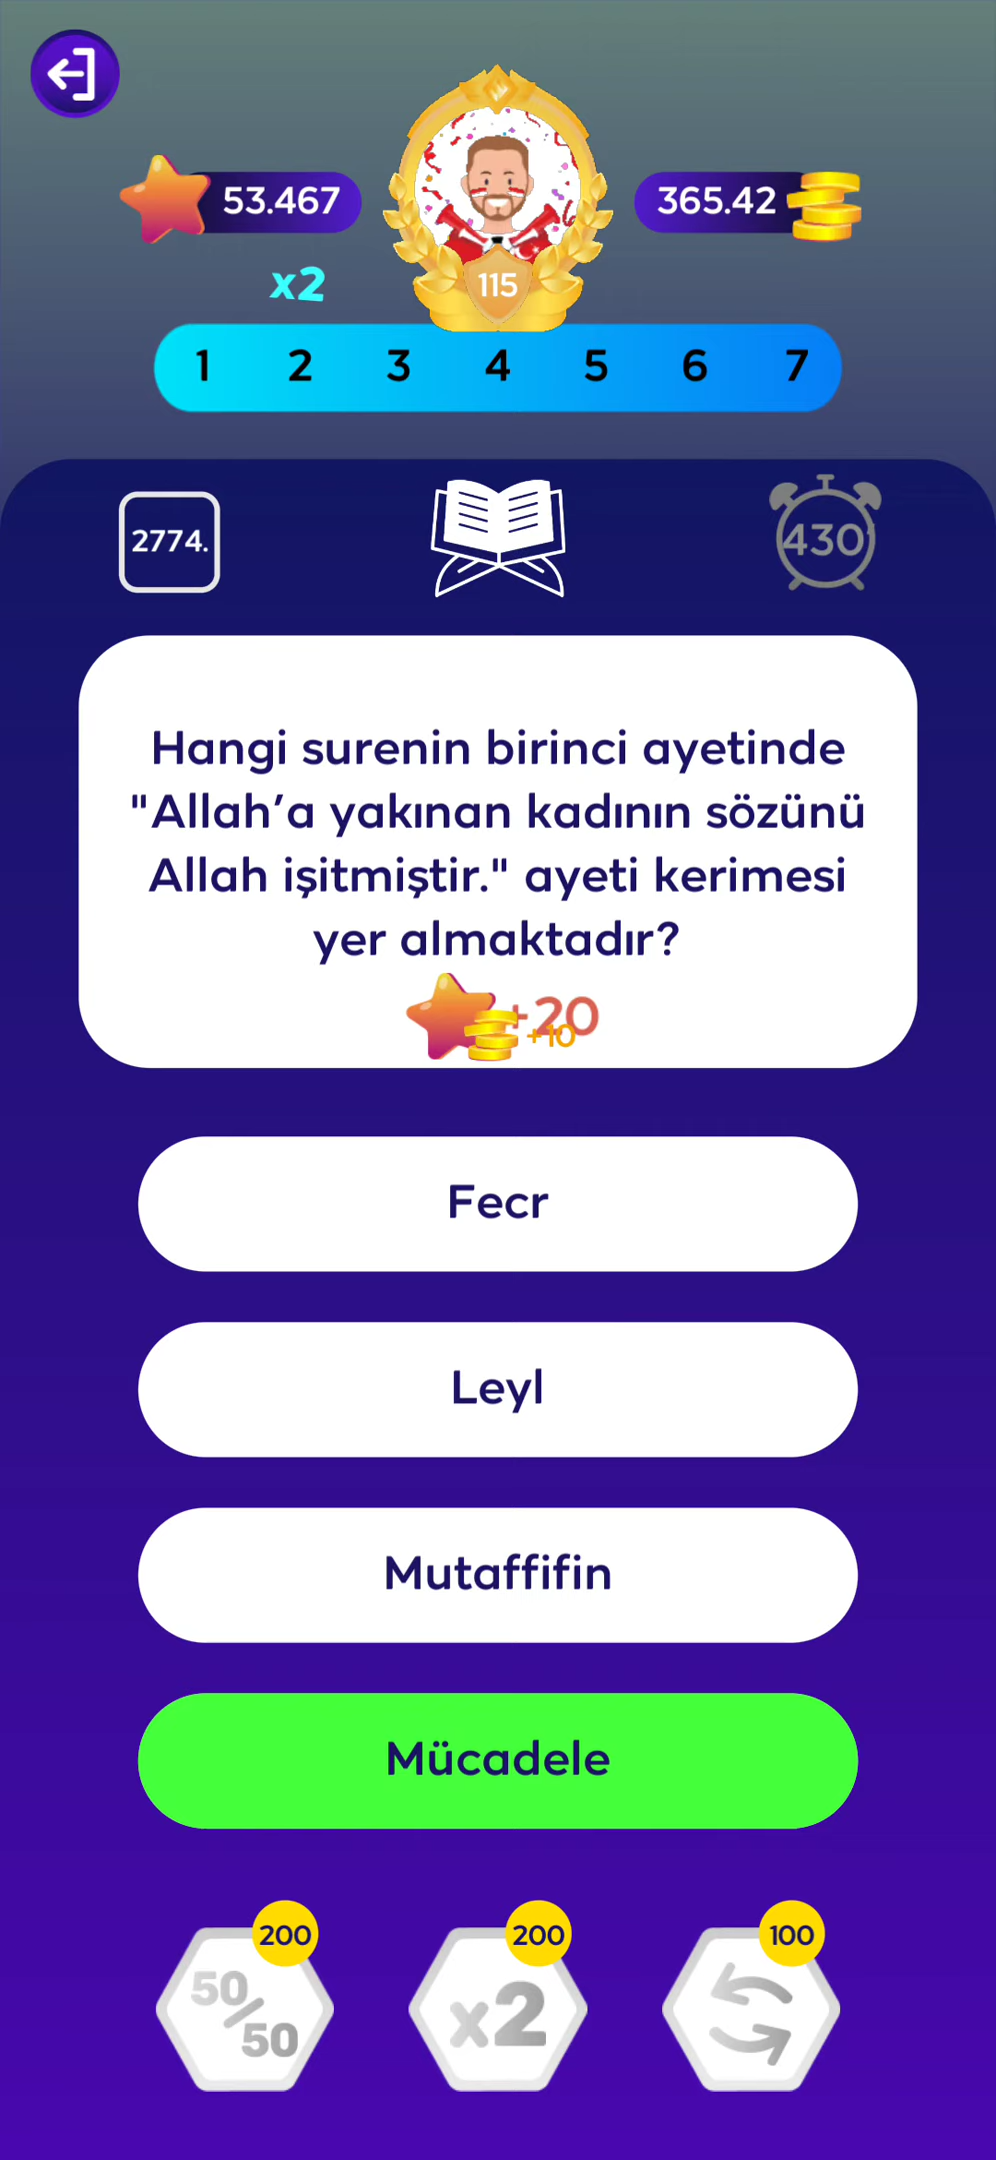 53.467
365.42
x2
115
1 2 3 4 5 6 7
2774.
430
Hangi surenin birinci ayetinde
"Allah’a yakınan kadının sözünü
Allah işitmiştir." ayeti kerimesi
yer almaktadır?
+20
+10
Fecr
Leyl
Mutaffifin
Mücadele
200
200
100
50/50
x2